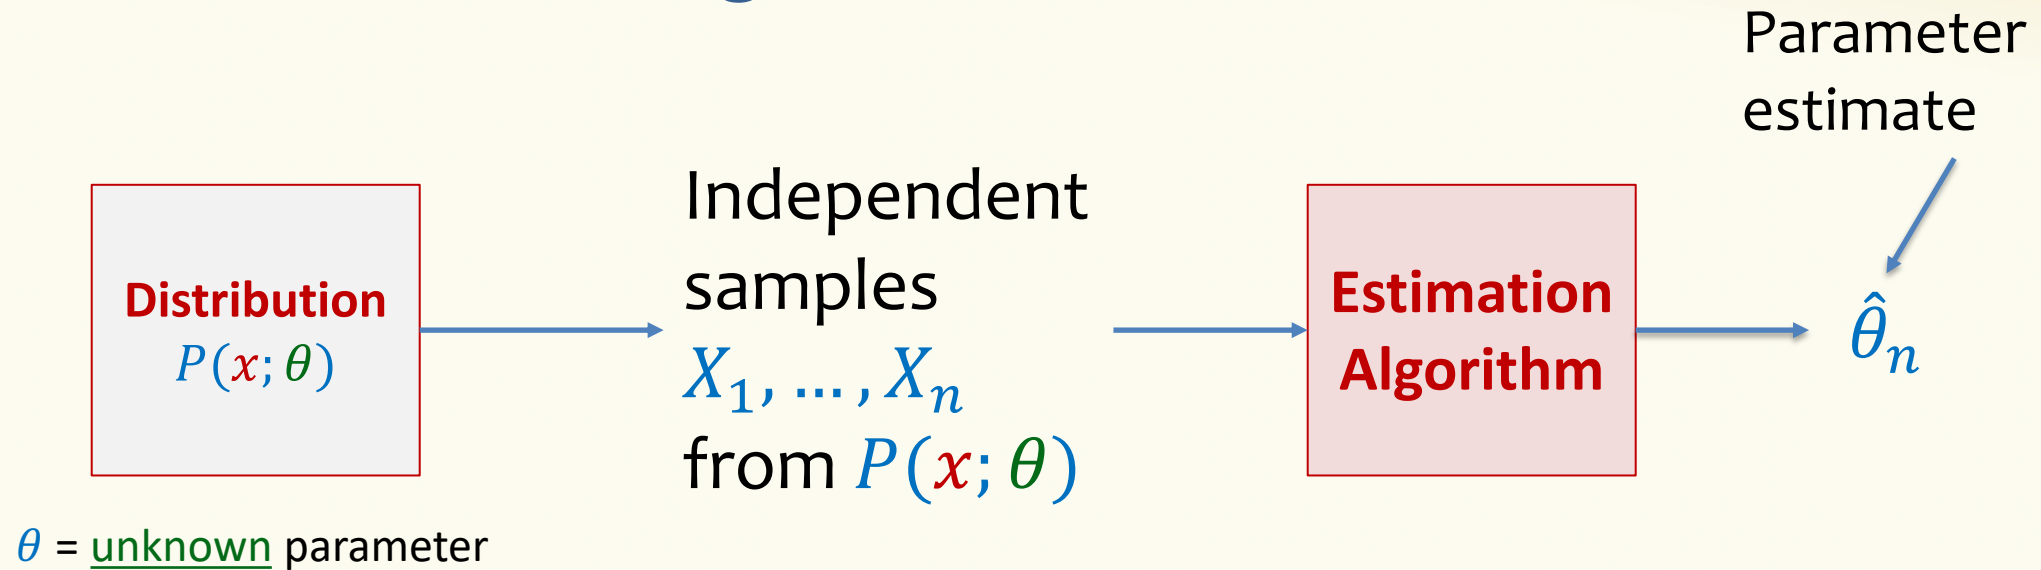 Parameter
estimate
Distribution
P(x; θ)
Independent
samples
X₁, … , Xₙ
from P(x; θ)
Estimation
Algorithm
θ̂ₙ
θ = unknown parameter